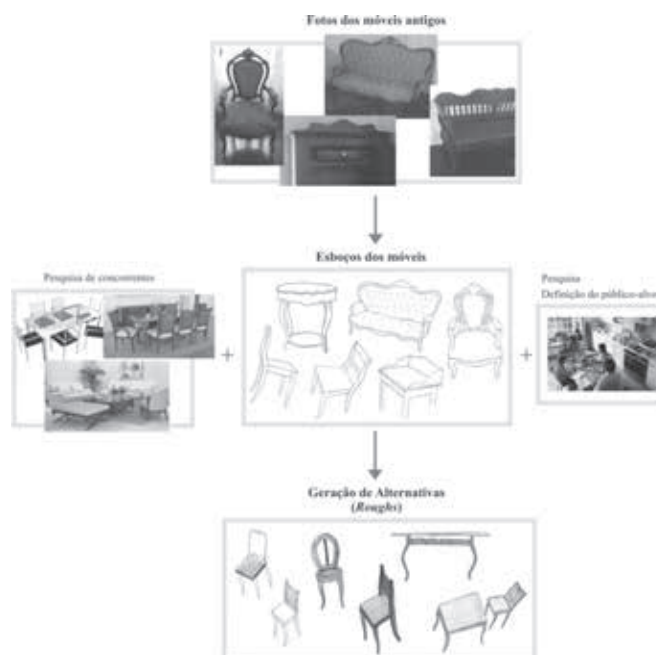 Fotos dos móveis antigos
Esboços dos móveis
Pesquisa de concorrentes
Pesquisa
Definição do público-alvo
+
+
Geração de Alternativas
(Roughs)